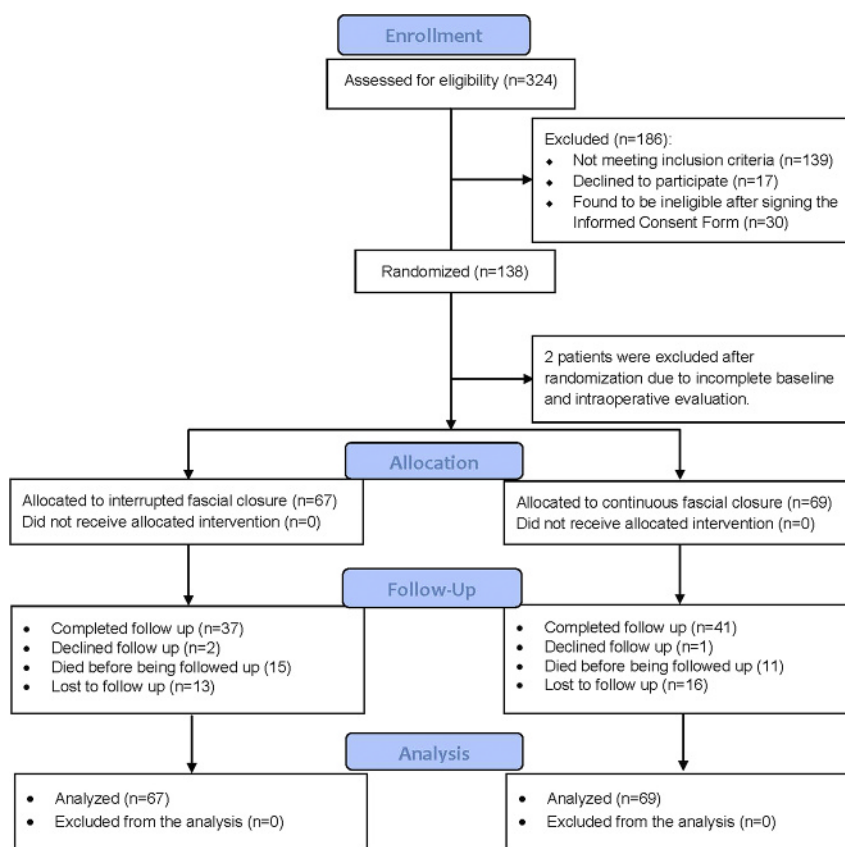 Enrollment
Assessed for eligibility (n=324)
Excluded (n=186):
⬥ Not meeting inclusion criteria (n=139)
⬥ Declined to participate (n=17)
⬥ Found to be ineligible after signing the
Informed Consent Form (n=30)
Randomized (n=138)
2 patients were excluded after
randomization due to incomplete baseline
and intraoperative evaluation.
Allocation
Allocated to interrupted fascial closure (n=67)
Did not receive allocated intervention (n=0)
Allocated to continuous fascial closure (n=69)
Did not receive allocated intervention (n=0)
Follow-Up
• Completed follow up (n=37)
• Declined follow up (n=2)
• Died before being followed up (15)
• Lost to follow up (n=13)
• Completed follow up (n=41)
• Declined follow up (n=1)
• Died before being followed up (11)
• Lost to follow up (n=16)
Analysis
• Analyzed (n=67)
• Excluded from the analysis (n=0)
• Analyzed (n=69)
• Excluded from the analysis (n=0)